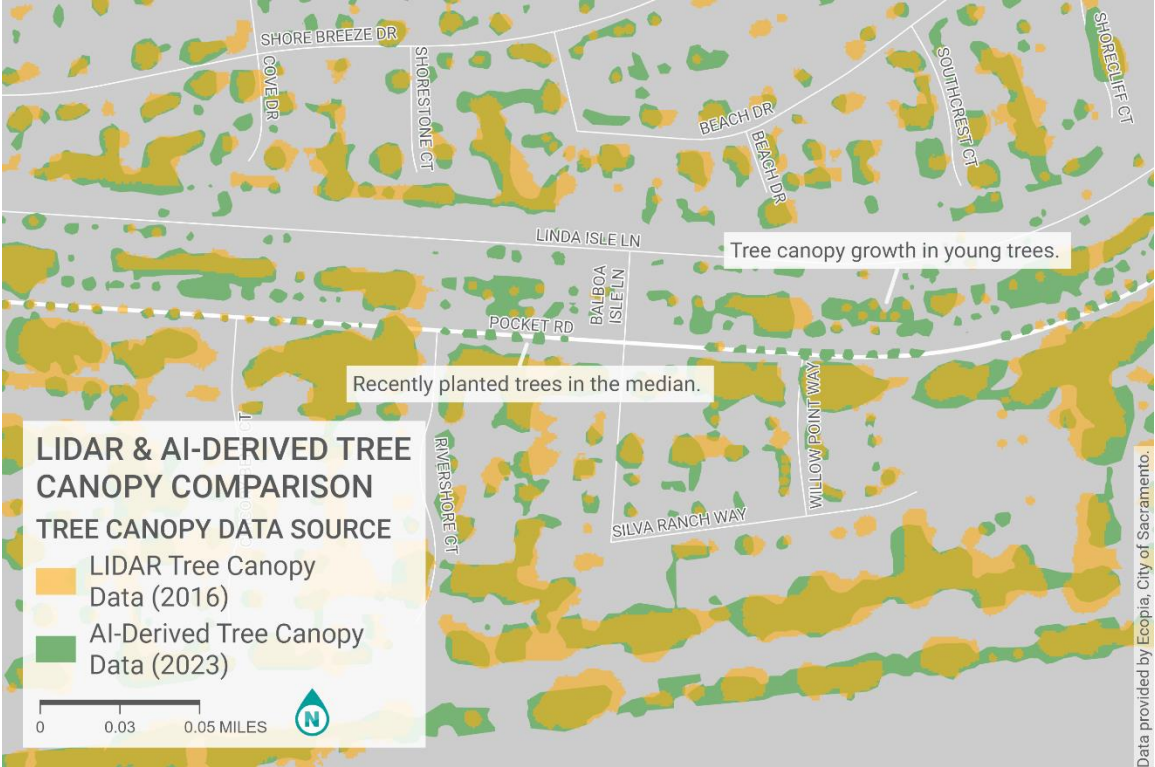 SHORE BREEZE DR
COVE DR
SHORESTONE CT
BEACH DR
BEACH DR
SOUTHCREST CT
SHORECLIFF CT
LINDA ISLE LN
Tree canopy growth in young trees.
BALBOA
ISLE LN
POCKET RD
Recently planted trees in the median.
WILLOW POINT WAY
RIVERSHORE CT
SILVA RANCH WAY
CT
LIDAR & AI-DERIVED TREE
CANOPY COMPARISON
TREE CANOPY DATA SOURCE
LIDAR Tree Canopy
Data (2016)
AI-Derived Tree Canopy
Data (2023)
0 0.03 0.05 MILES
N
Data provided by Ecopia, City of Sacramento.